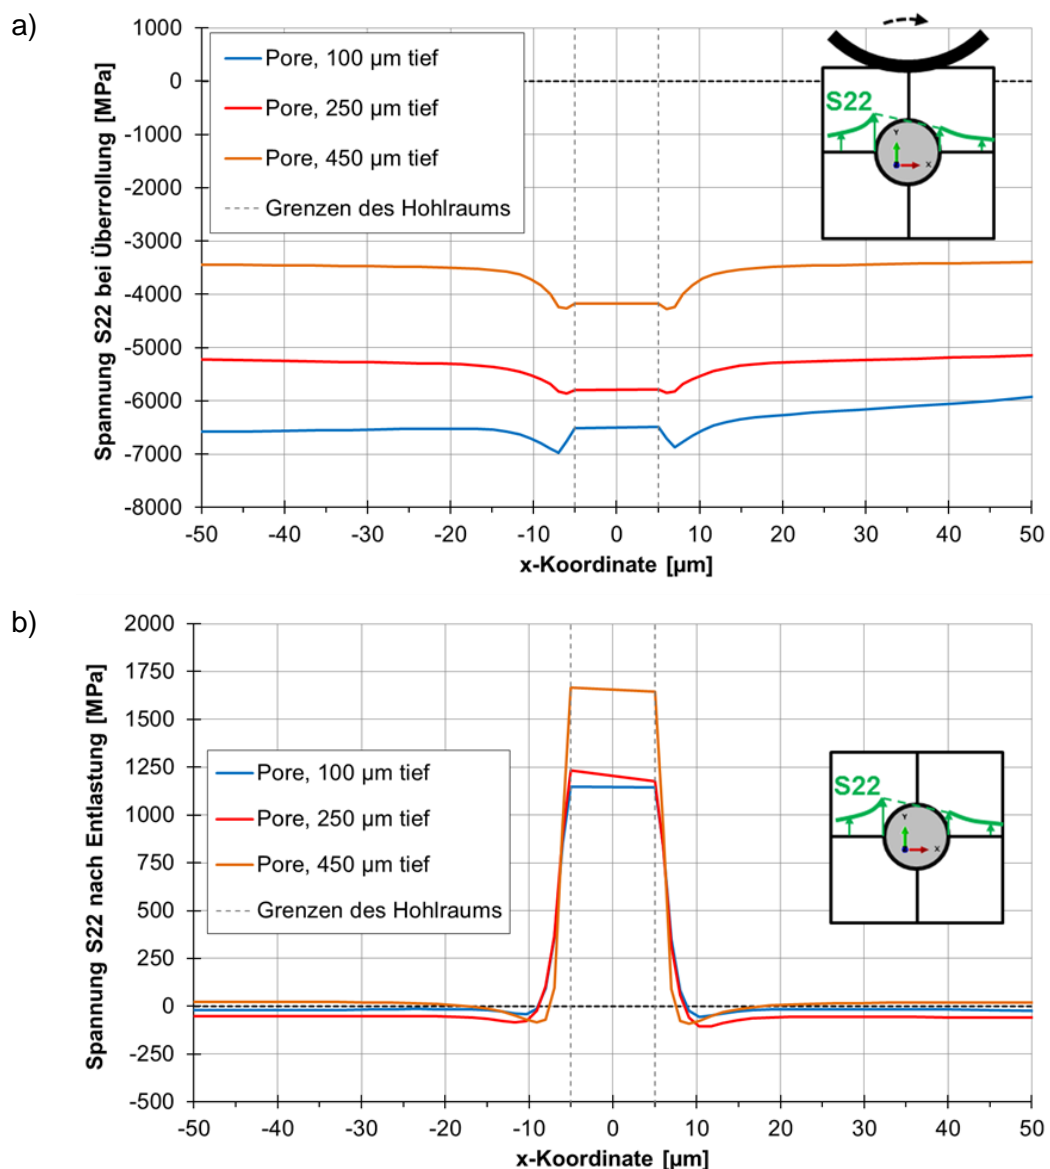 a)
Spannung S22 bei Überrollung [MPa]
1000
0
-1000
-2000
-3000
-4000
-5000
-6000
-7000
-8000
Pore, 100 µm tief
Pore, 250 µm tief
Pore, 450 µm tief
Grenzen des Hohlraums
S22
Y
X
-50 -40 -30 -20 -10 0 10 20 30 40 50
x-Koordinate [µm]
b)
Spannung S22 nach Entlastung [MPa]
2000
1750
1500
1250
1000
750
500
250
0
-250
-500
Pore, 100 µm tief
Pore, 250 µm tief
Pore, 450 µm tief
Grenzen des Hohlraums
S22
Y
X
-50 -40 -30 -20 -10 0 10 20 30 40 50
x-Koordinate [µm]